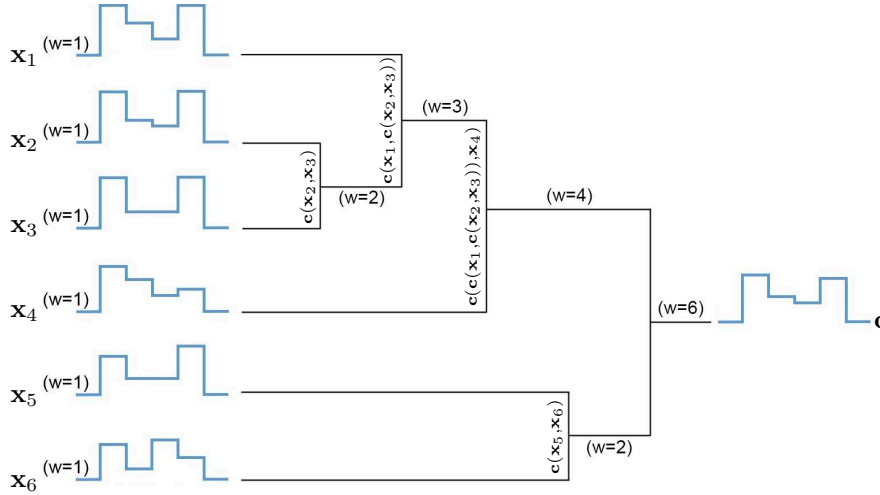 x1 (w=1)
x2 (w=1)
x3 (w=1)
x4 (w=1)
x5 (w=1)
x6 (w=1)
c(x2,x3)
(w=2)
c(x1,c(x2,x3))
(w=3)
c(c(x1,c(x2,x3)),x4)
(w=4)
c(x5,x6)
(w=2)
(w=6)
c